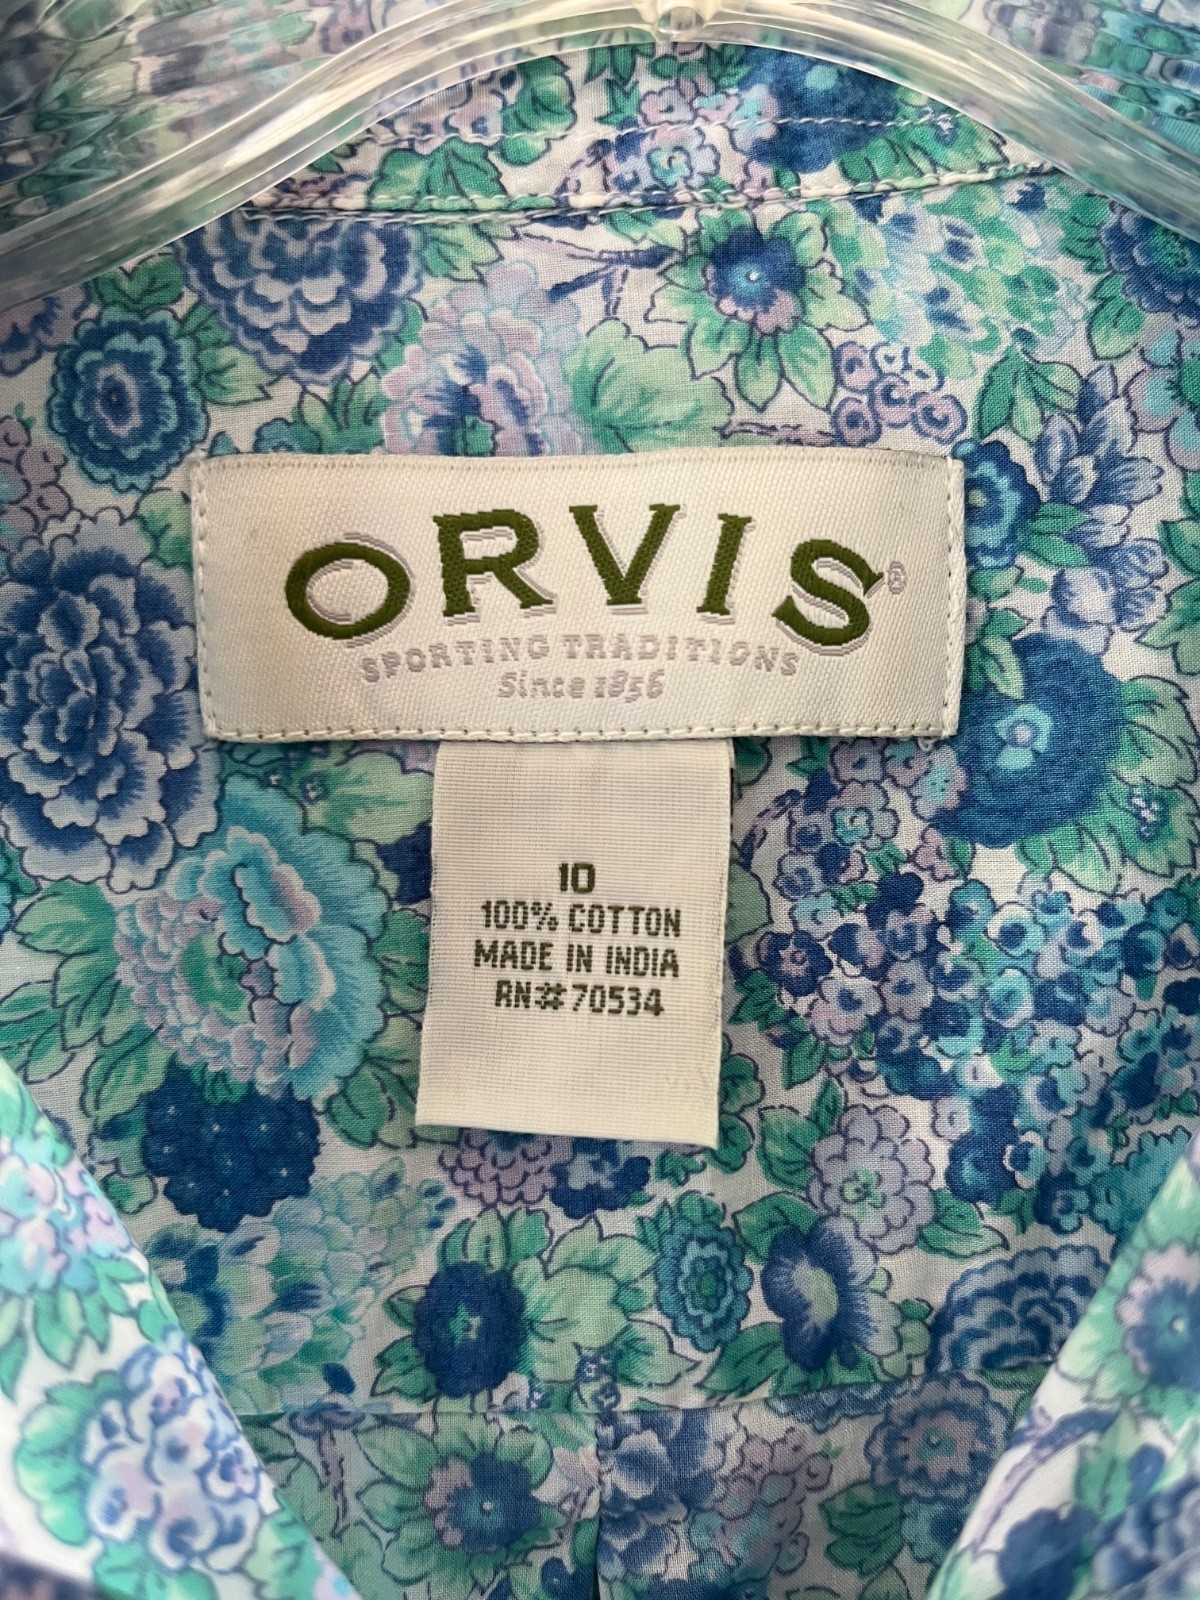 ORVIS®
SPORTING TRADITIONS
Since 1856
10
100% COTTON
MADE IN INDIA
RN#70534